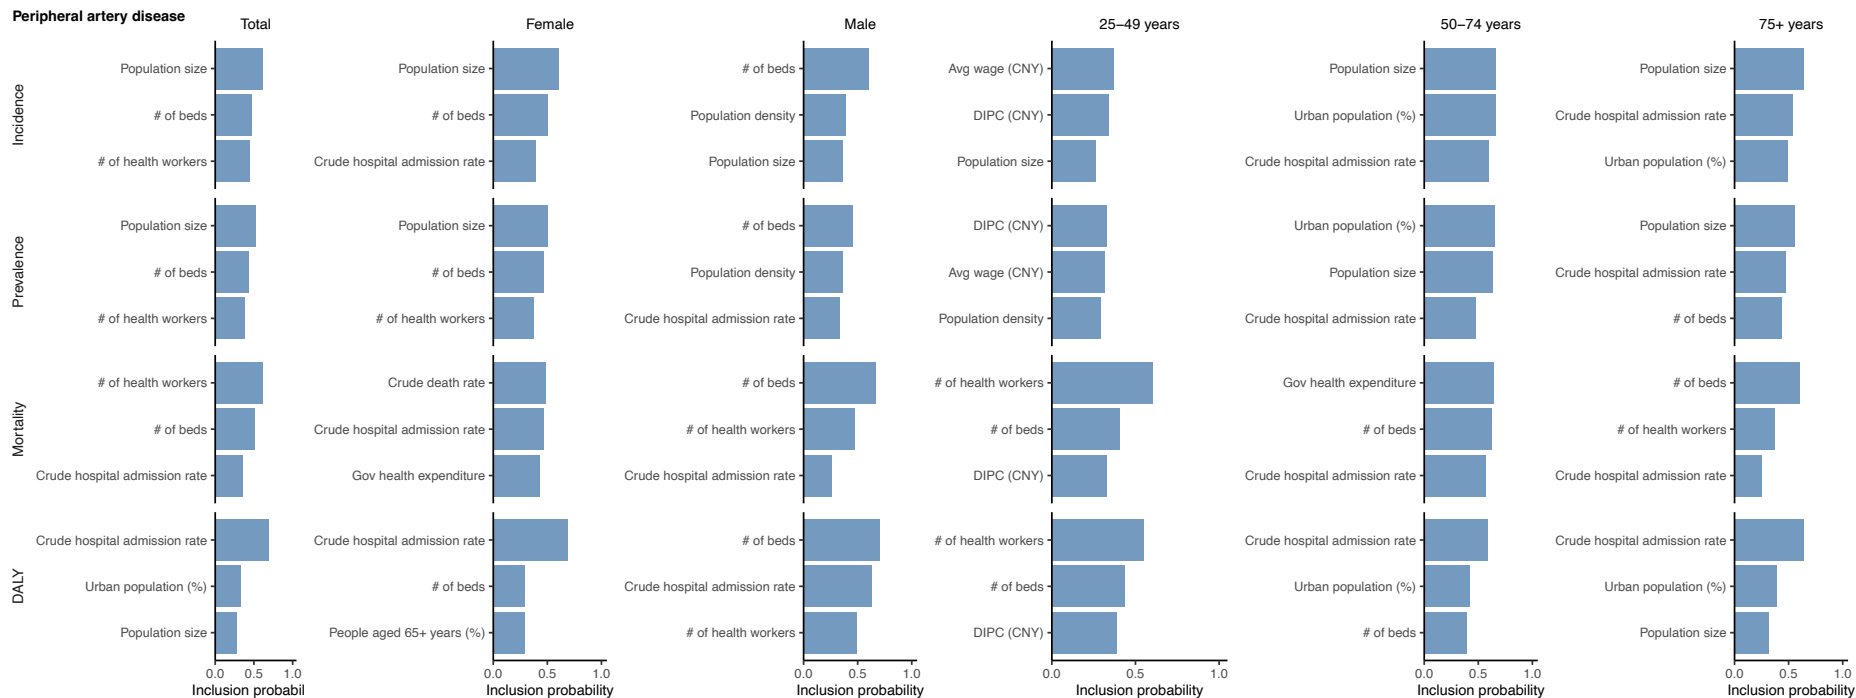 Peripheral artery disease
Total
Female
Male
25–49 years
50–74 years
75+ years
Incidence
Population size
# of beds
# of health workers
Population size
# of beds
Crude hospital admission rate
# of beds
Population density
Population size
Avg wage (CNY)
DIPC (CNY)
Population size
Population size
Urban population (%)
Crude hospital admission rate
Population size
Crude hospital admission rate
Urban population (%)
Prevalence
Population size
# of beds
# of health workers
Population size
# of beds
# of health workers
# of beds
Population density
Crude hospital admission rate
DIPC (CNY)
Avg wage (CNY)
Population density
Urban population (%)
Population size
Crude hospital admission rate
Population size
Crude hospital admission rate
# of beds
Mortality
# of health workers
# of beds
Crude hospital admission rate
Crude death rate
Crude hospital admission rate
Gov health expenditure
# of beds
# of health workers
Crude hospital admission rate
# of health workers
# of beds
DIPC (CNY)
Gov health expenditure
# of beds
Crude hospital admission rate
# of beds
# of health workers
Crude hospital admission rate
DALY
Crude hospital admission rate
Urban population (%)
Population size
Crude hospital admission rate
# of beds
People aged 65+ years (%)
# of beds
Crude hospital admission rate
# of health workers
# of health workers
# of beds
DIPC (CNY)
Crude hospital admission rate
Urban population (%)
# of beds
Crude hospital admission rate
Urban population (%)
Population size
0.0 0.5 1.0
0.0 0.5 1.0
0.0 0.5 1.0
0.0 0.5 1.0
0.0 0.5 1.0
0.0 0.5 1.0
Inclusion probabil
Inclusion probability
Inclusion probability
Inclusion probability
Inclusion probability
Inclusion probability